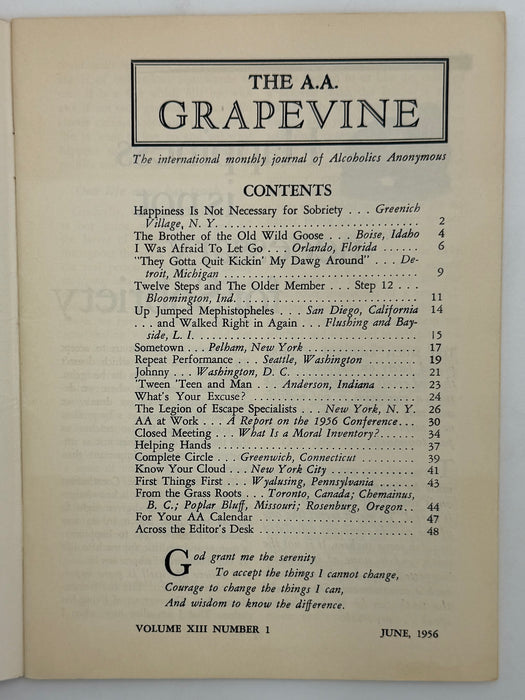 THE A.A.
GRAPEVINE
The international monthly journal of Alcoholics Anonymous
CONTENTS
Happiness Is Not Necessary for Sobriety . . . Greenich
Village, N. Y. . . . . . . . . . . . . . . . . . . . . . . . . . . 2
The Brother of the Old Wild Goose . . . Boise, Idaho 4
I Was Afraid To Let Go . . . Orlando, Florida . . . . . . 6
"They Gotta Quit Kickin' My Dawg Around" . . . De-
troit, Michigan . . . . . . . . . . . . . . . . . . . . . . . . . . 9
Twelve Steps and The Older Member . . . Step 12 . . .
Bloomington, Ind. . . . . . . . . . . . . . . . . . . . . . . . . 11
Up Jumped Mephistopheles . . . San Diego, California 14
. . . and Walked Right in Again . . . Flushing and Bay-
side, L. I. . . . . . . . . . . . . . . . . . . . . . . . . . . . . . 15
Sometown . . . Pelham, New York . . . . . . . . . . . . . . 17
Repeat Performance . . . Seattle, Washington . . . . . . . . 19
Johnny . . . Washington, D. C. . . . . . . . . . . . . . . . . 21
'Tween 'Teen and Man . . . Anderson, Indiana . . . . . . 23
What's Your Excuse? . . . . . . . . . . . . . . . . . . . . . . 24
The Legion of Escape Specialists . . . New York, N. Y. 26
AA at Work . . . A Report on the 1956 Conference . . . 30
Closed Meeting . . . What Is a Moral Inventory? . . . . . 34
Helping Hands . . . . . . . . . . . . . . . . . . . . . . . . . . 37
Complete Circle . . . Greenwich, Connecticut . . . . . . . . 39
Know Your Cloud . . . New York City . . . . . . . . . . . . 41
First Things First . . . Wyalusing, Pennsylvania . . . . . . 43
From the Grass Roots . . . Toronto, Canada; Chemainus,
B. C.; Poplar Bluff, Missouri; Rosenburg, Oregon . . 44
For Your AA Calendar . . . . . . . . . . . . . . . . . . . . . 47
Across the Editor's Desk . . . . . . . . . . . . . . . . . . . . 48
God grant me the serenity
To accept the things I cannot change,
Courage to change the things I can,
And wisdom to know the difference.
VOLUME XIII NUMBER 1 JUNE, 1956